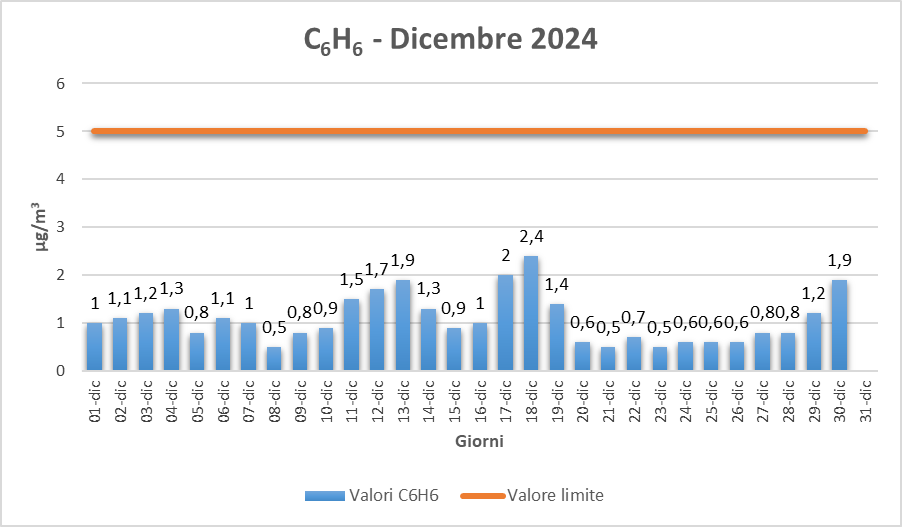 C₆H₆ - Dicembre 2024
6
5
4
3
2
1
0
µg/m³
1
1,1
1,2
1,3
0,8
1,1
1
0,5
0,8
0,9
1,5
1,7
1,9
1,3
0,9
1
2
2,4
1,4
0,6
0,5
0,7
0,5
0,6
0,6
0,6
0,8
0,8
1,2
1,9
01-dic
02-dic
03-dic
04-dic
05-dic
06-dic
07-dic
08-dic
09-dic
10-dic
11-dic
12-dic
13-dic
14-dic
15-dic
16-dic
17-dic
18-dic
19-dic
20-dic
21-dic
22-dic
23-dic
24-dic
25-dic
26-dic
27-dic
28-dic
29-dic
30-dic
31-dic
Giorni
Valori C6H6
Valore limite